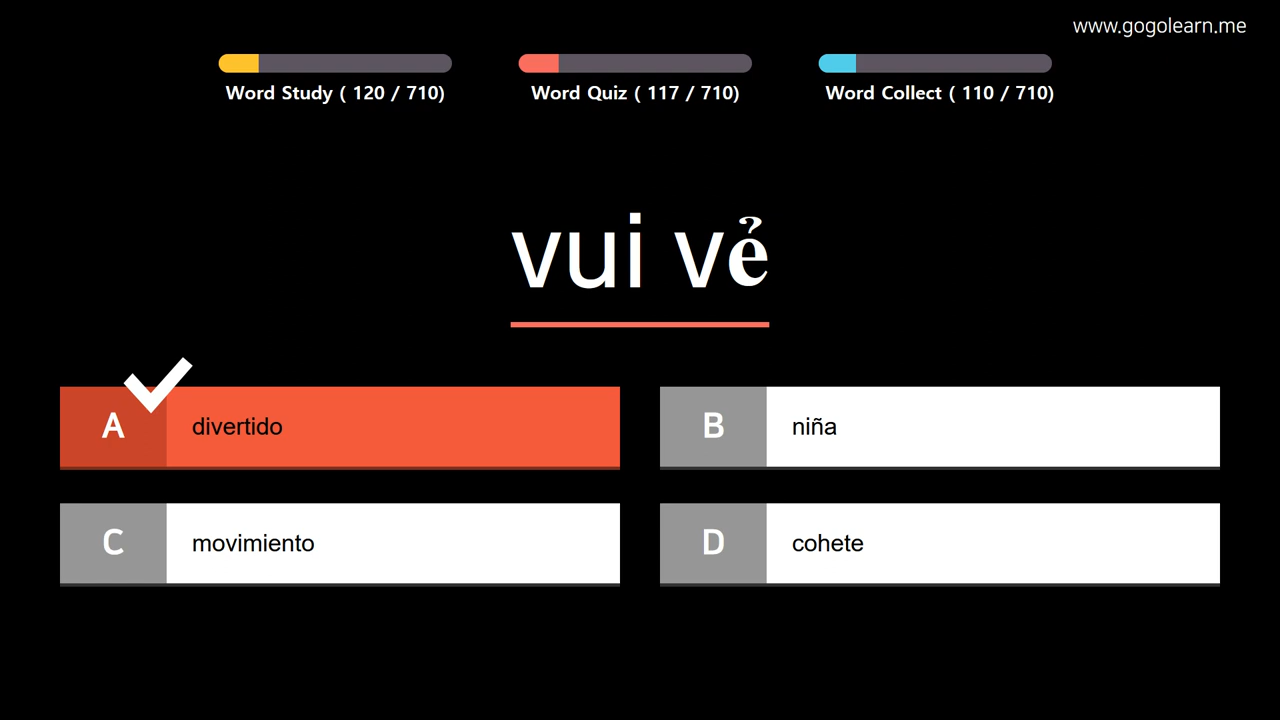 www.gogolearn.me
Word Study ( 120 / 710)
Word Quiz ( 117 / 710)
Word Collect ( 110 / 710)
vui vẻ
A divertido
B niña
C movimiento
D cohete